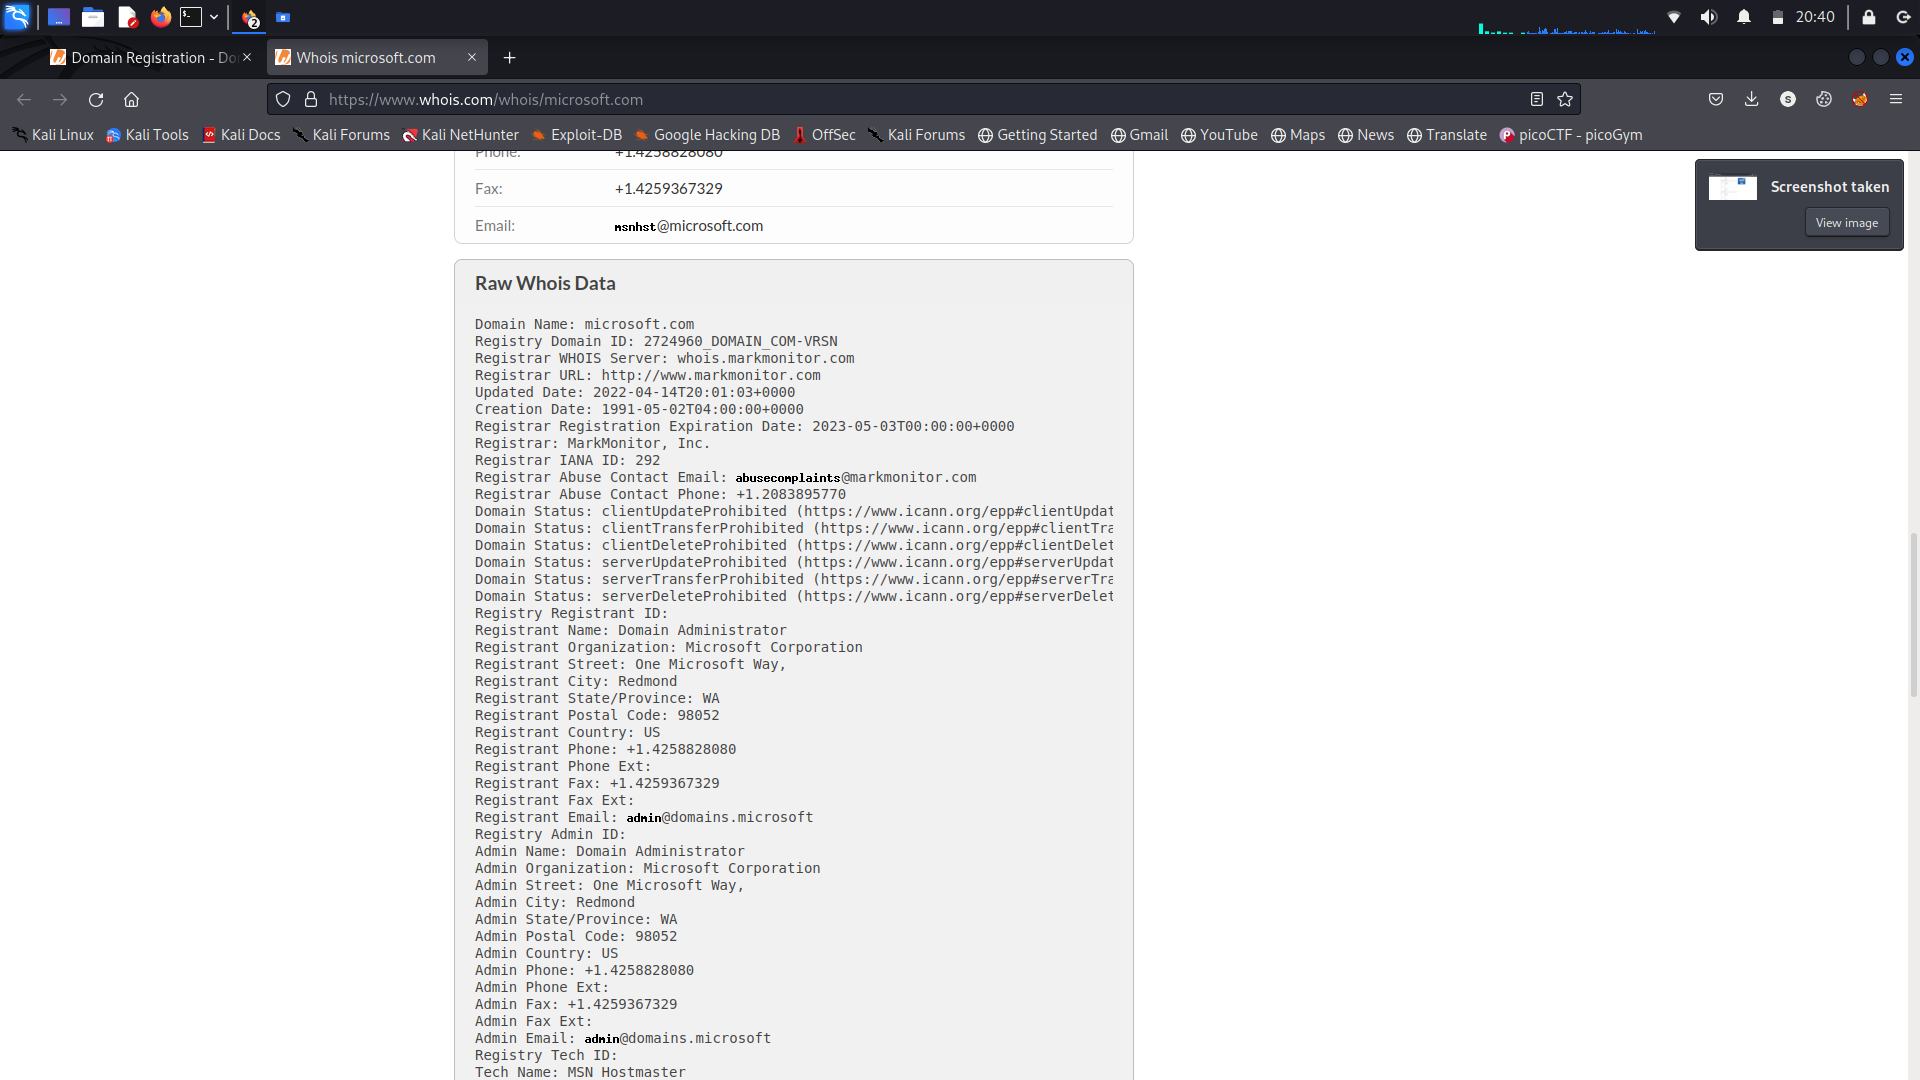 20:40
Domain Registration - Do
Whois microsoft.com
https://www.whois.com/whois/microsoft.com
Kali Linux
Kali Tools
Kali Docs
Kali Forums
Kali NetHunter
Exploit-DB
Google Hacking DB
OffSec
Kali Forums
Getting Started
Gmail
YouTube
Maps
News
Translate
picoCTF - picoGym
Screenshot taken
View image
Phone: +1.4258828080
Fax: +1.4259367329
Email: msnhst@microsoft.com
Raw Whois Data
Domain Name: microsoft.com
Registry Domain ID: 2724960_DOMAIN_COM-VRSN
Registrar WHOIS Server: whois.markmonitor.com
Registrar URL: http://www.markmonitor.com
Updated Date: 2022-04-14T20:01:03+0000
Creation Date: 1991-05-02T04:00:00+0000
Registrar Registration Expiration Date: 2023-05-03T00:00:00+0000
Registrar: MarkMonitor, Inc.
Registrar IANA ID: 292
Registrar Abuse Contact Email: abusecomplaints@markmonitor.com
Registrar Abuse Contact Phone: +1.2083895770
Domain Status: clientUpdateProhibited (https://www.icann.org/epp#clientUpdat
Domain Status: clientTransferProhibited (https://www.icann.org/epp#clientTra
Domain Status: clientDeleteProhibited (https://www.icann.org/epp#clientDelet
Domain Status: serverUpdateProhibited (https://www.icann.org/epp#serverUpdat
Domain Status: serverTransferProhibited (https://www.icann.org/epp#serverTra
Domain Status: serverDeleteProhibited (https://www.icann.org/epp#serverDelet
Registry Registrant ID:
Registrant Name: Domain Administrator
Registrant Organization: Microsoft Corporation
Registrant Street: One Microsoft Way,
Registrant City: Redmond
Registrant State/Province: WA
Registrant Postal Code: 98052
Registrant Country: US
Registrant Phone: +1.4258828080
Registrant Phone Ext:
Registrant Fax: +1.4259367329
Registrant Fax Ext:
Registrant Email: admin@domains.microsoft
Registry Admin ID:
Admin Name: Domain Administrator
Admin Organization: Microsoft Corporation
Admin Street: One Microsoft Way,
Admin City: Redmond
Admin State/Province: WA
Admin Postal Code: 98052
Admin Country: US
Admin Phone: +1.4258828080
Admin Phone Ext:
Admin Fax: +1.4259367329
Admin Fax Ext:
Admin Email: admin@domains.microsoft
Registry Tech ID:
Tech Name: MSN Hostmaster